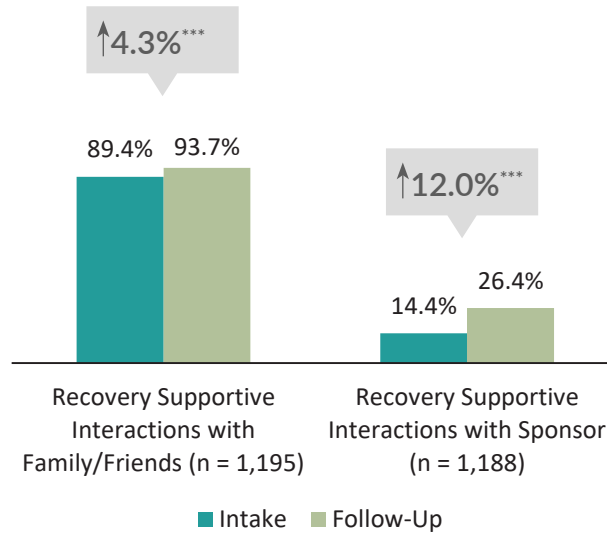 ↑4.3%***
89.4%
93.7%
↑12.0%***
14.4%
26.4%
Recovery Supportive
Interactions with
Family/Friends (n = 1,195)
Recovery Supportive
Interactions with Sponsor
(n = 1,188)
Intake
Follow-Up